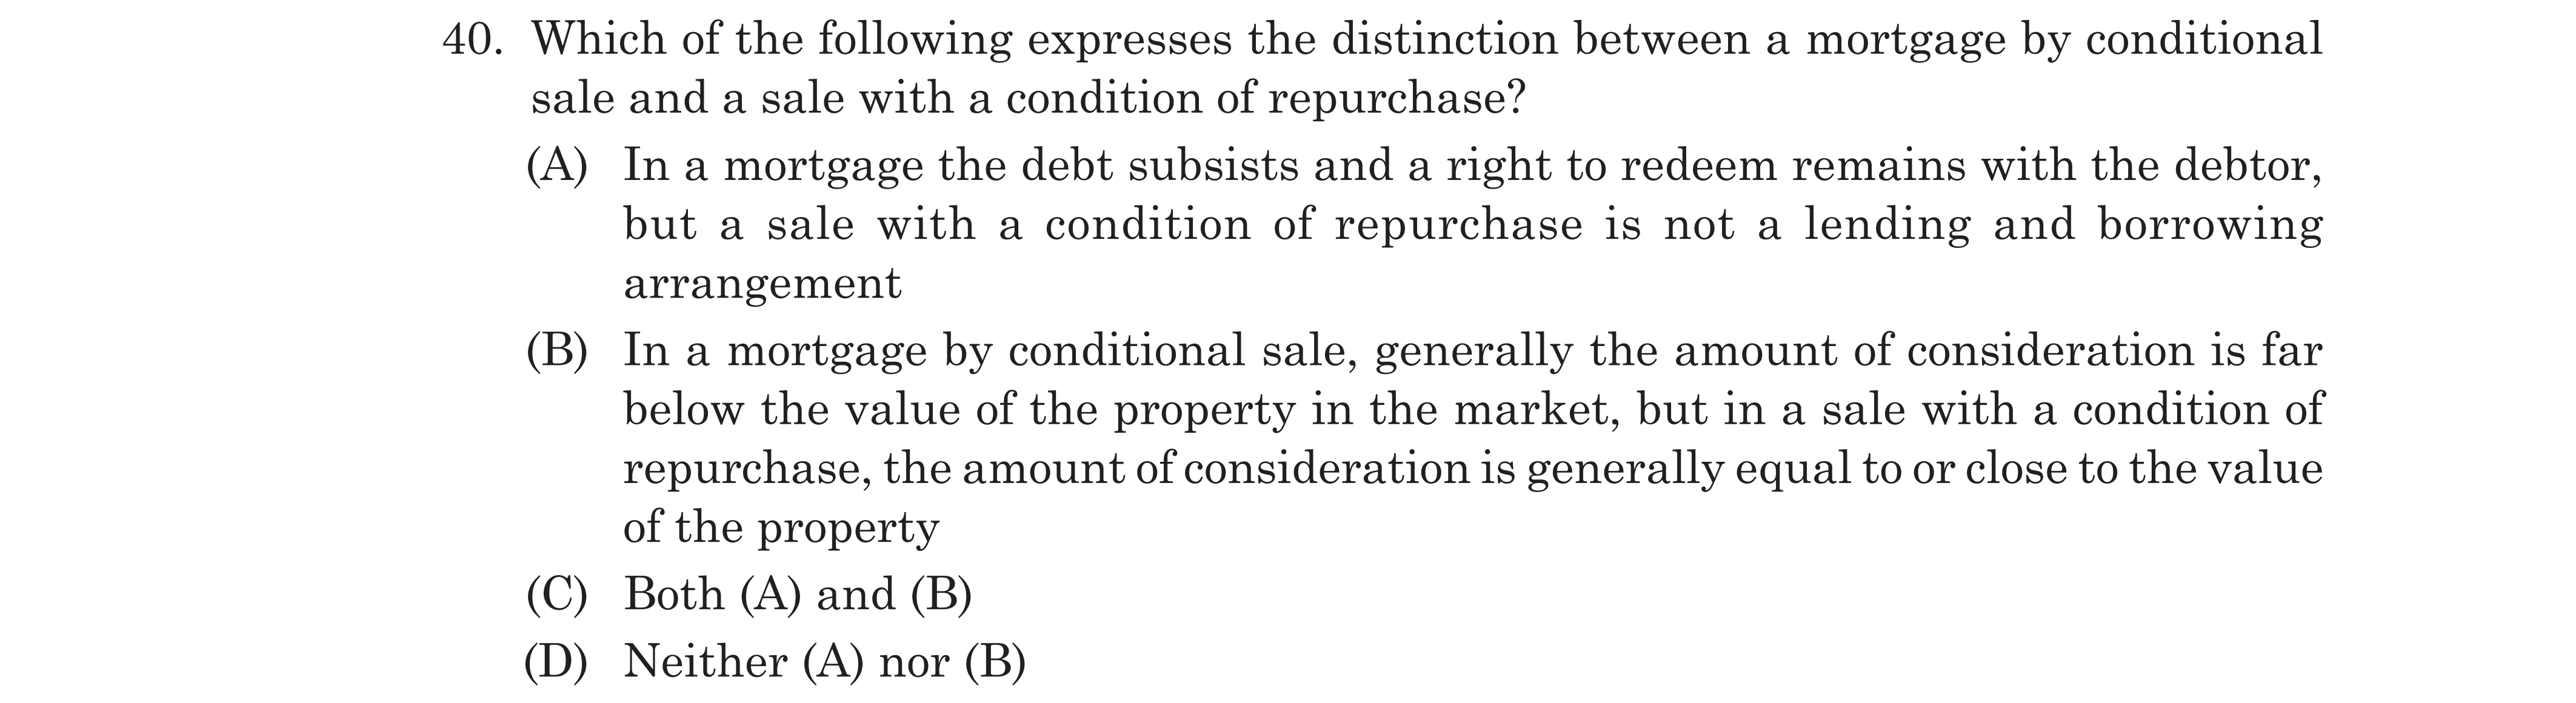 40. Which of the following expresses the distinction between a mortgage by conditional
sale and a sale with a condition of repurchase?
(A) In a mortgage the debt subsists and a right to redeem remains with the debtor,
but a sale with a condition of repurchase is not a lending and borrowing
arrangement
(B) In a mortgage by conditional sale, generally the amount of consideration is far
below the value of the property in the market, but in a sale with a condition of
repurchase, the amount of consideration is generally equal to or close to the value
of the property
(C) Both (A) and (B)
(D) Neither (A) nor (B)